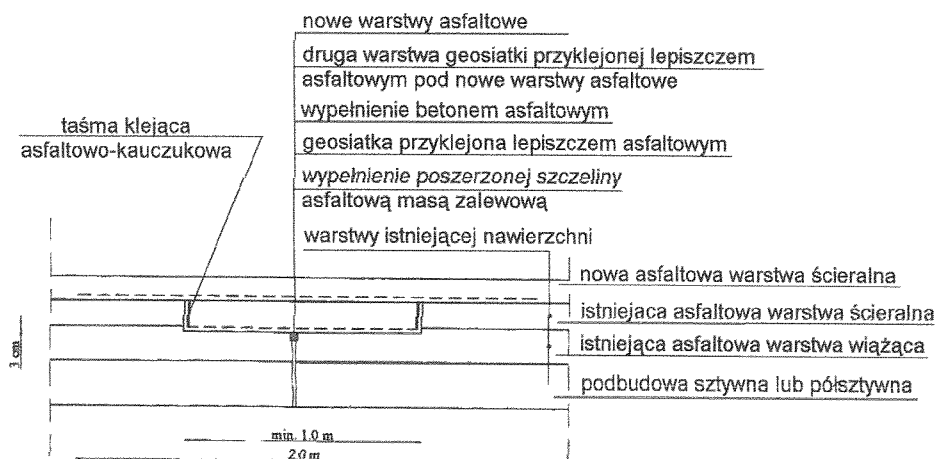 nowe warstwy asfaltowe
druga warstwa geosiatki przyklejonej lepiszczem
asfaltowym pod nowe warstwy asfaltowe
wypełnienie betonem asfaltowym
geosiatka przyklejona lepiszczem asfaltowym
wypełnienie poszerzonej szczeliny
asfaltową masą zalewową
warstwy istniejącej nawierzchni
taśma klejąca
asfaltowo-kauczukowa
nowa asfaltowa warstwa ścieralna
istniejaca asfaltowa warstwa ścieralna
istniejąca asfaltowa warstwa wiążąca
podbudowa sztywna lub półsztywna
3 cm
min. 1.0 m
2.0 m